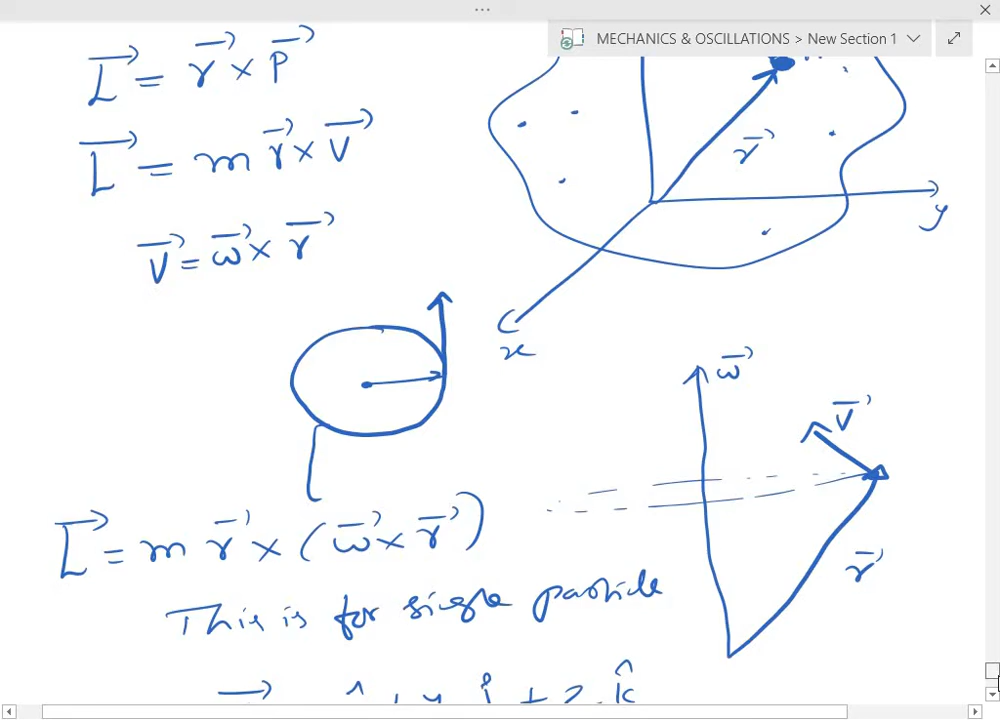 MECHANICS & OSCILLATIONS > New Section 1
L⃗ = r⃗ × P⃗
L⃗ = m r⃗ × V⃗
V⃗ = ω⃗ × r⃗
r⃗
y
x
ω⃗
V⃗
r⃗
L⃗ = m r⃗ × (ω⃗ × r⃗)
This is for single particle